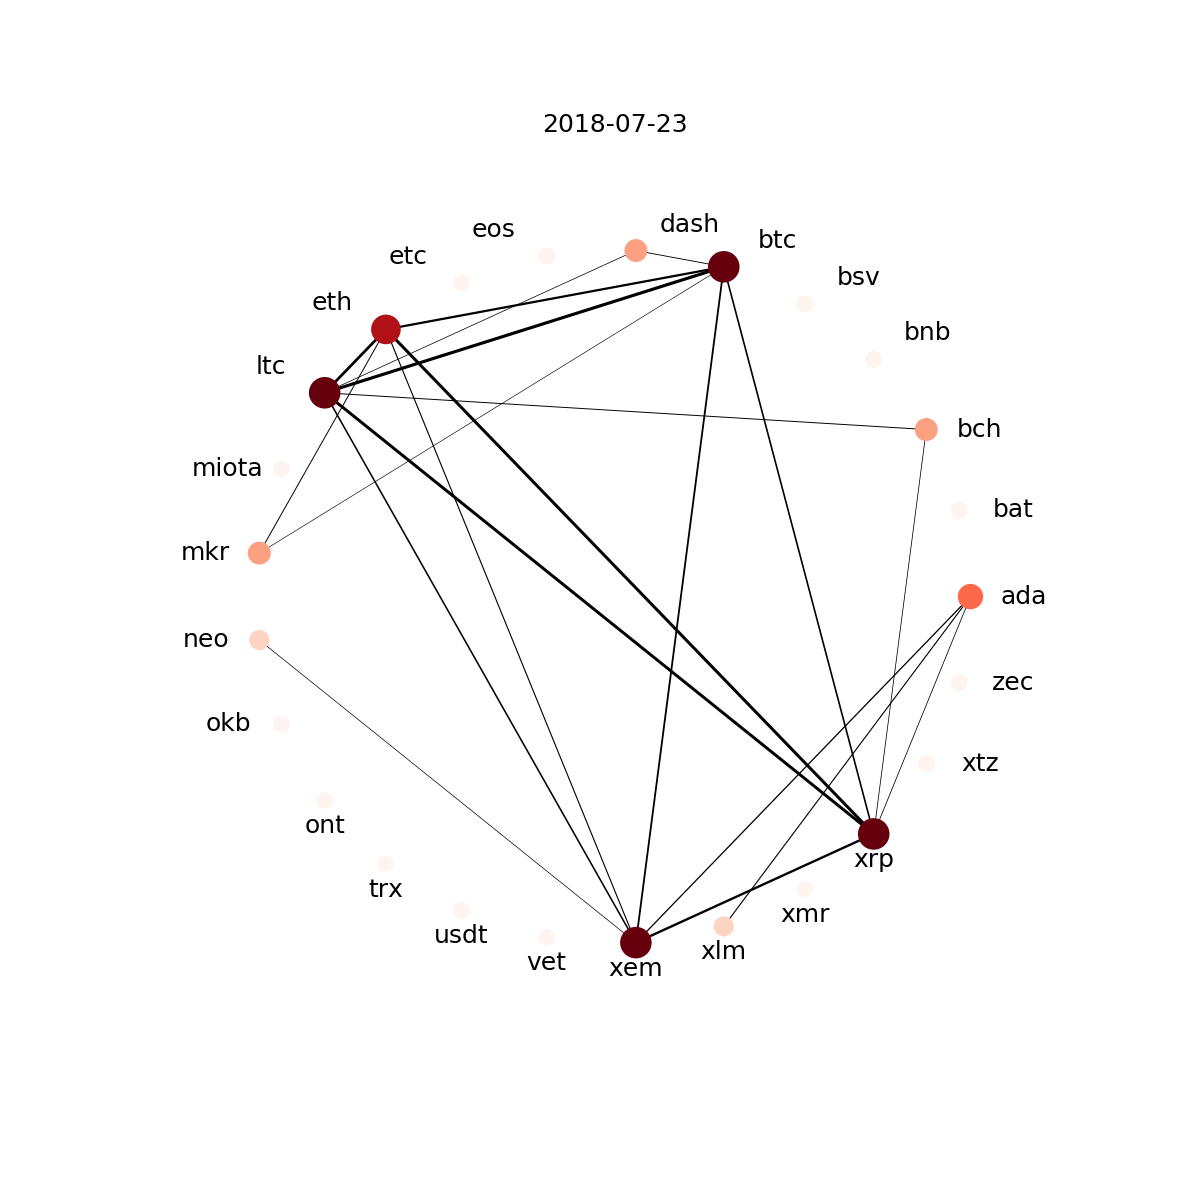 2018-07-23
dash
eos
btc
etc
bsv
eth
bnb
ltc
bch
miota
bat
mkr
ada
neo
zec
okb
xtz
ont
xrp
trx
xmr
usdt
xlm
vet
xem